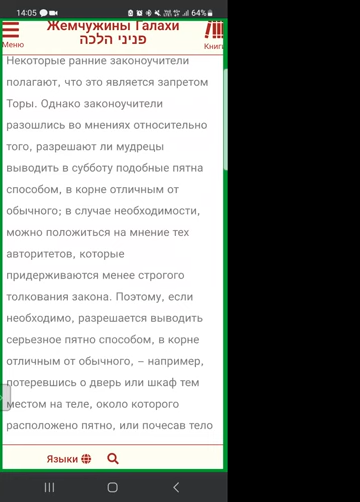 14:05 64%
Жемчужины Галахи
פניני הלכה
Меню
Книги
Некоторые ранние законоучители
полагают, что это является запретом
Торы. Однако законоучители
разошлись во мнениях относительно
того, разрешают ли мудрецы
выводить в субботу подобные пятна
способом, в корне отличным от
обычного; в случае необходимости,
можно положиться на мнение тех
авторитетов, которые
придерживаются менее строгого
толкования закона. Поэтому, если
необходимо, разрешается выводить
серьезное пятно способом, в корне
отличным от обычного, – например,
потеревшись о дверь или шкаф тем
местом на теле, около которого
расположено пятно, или почесав тело
Языки